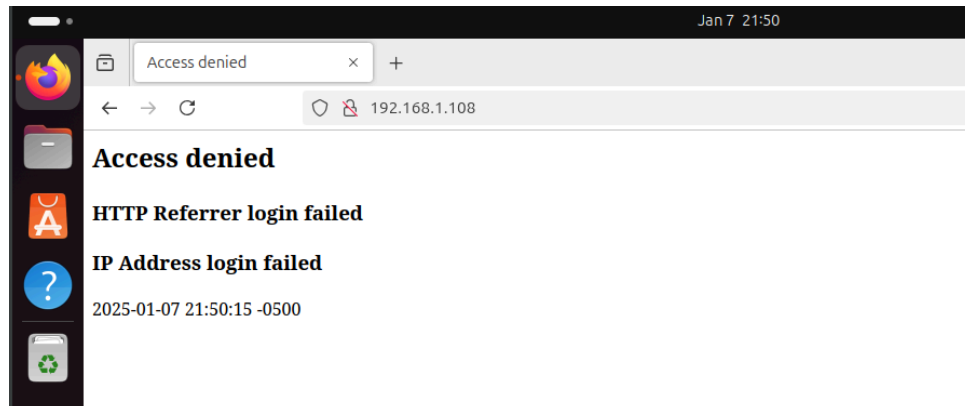 Jan 7 21:50
Access denied
192.168.1.108
Access denied
HTTP Referrer login failed
IP Address login failed
2025-01-07 21:50:15 -0500